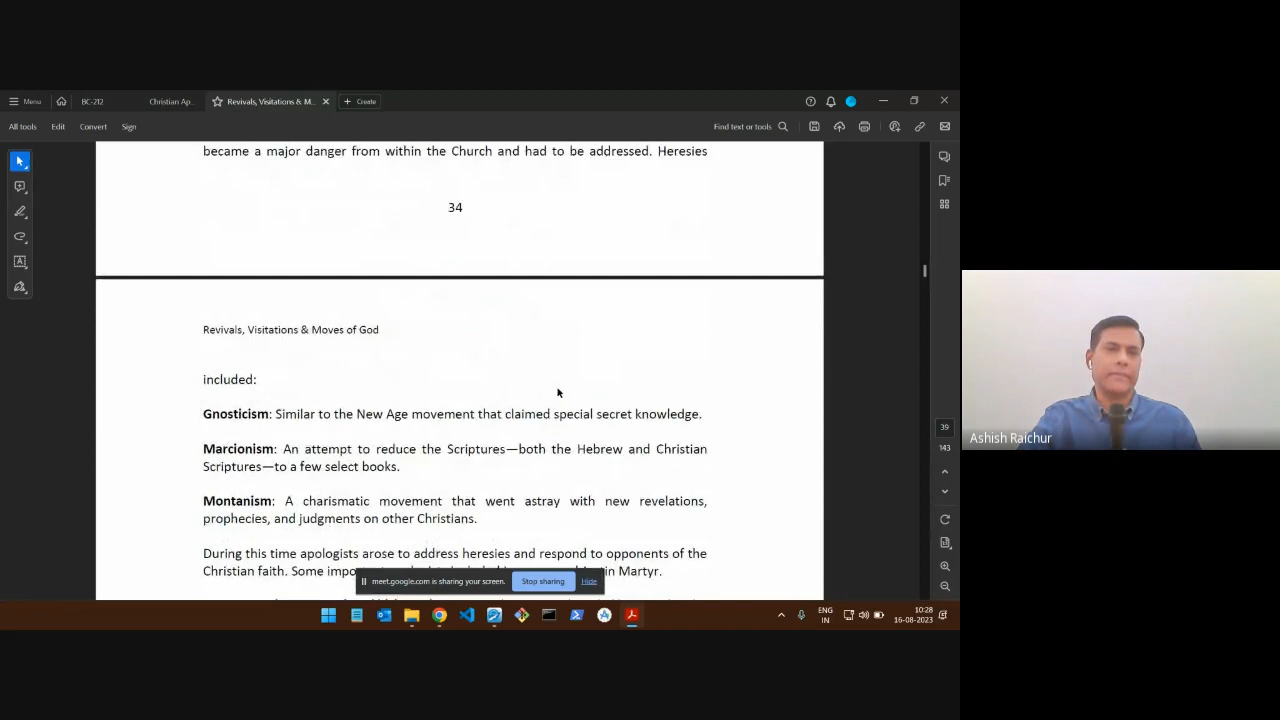 Menu
BC-212
Christian Ap...
Revivals, Visitations & M...
Create
All tools
Edit
Convert
Sign
Find text or tools
became a major danger from within the Church and had to be addressed. Heresies
34
Revivals, Visitations & Moves of God
included:
Gnosticism: Similar to the New Age movement that claimed special secret knowledge.
Marcionism: An attempt to reduce the Scriptures—both the Hebrew and Christian
Scriptures—to a few select books.
Montanism: A charismatic movement that went astray with new revelations,
prophecies, and judgments on other Christians.
During this time apologists arose to address heresies and respond to opponents of the
Christian faith. Some in Martyr.
meet.google.com is sharing your screen.
Stop sharing
Hide
39
143
ENG
IN
10:28
16-08-2023
Ashish Raichur